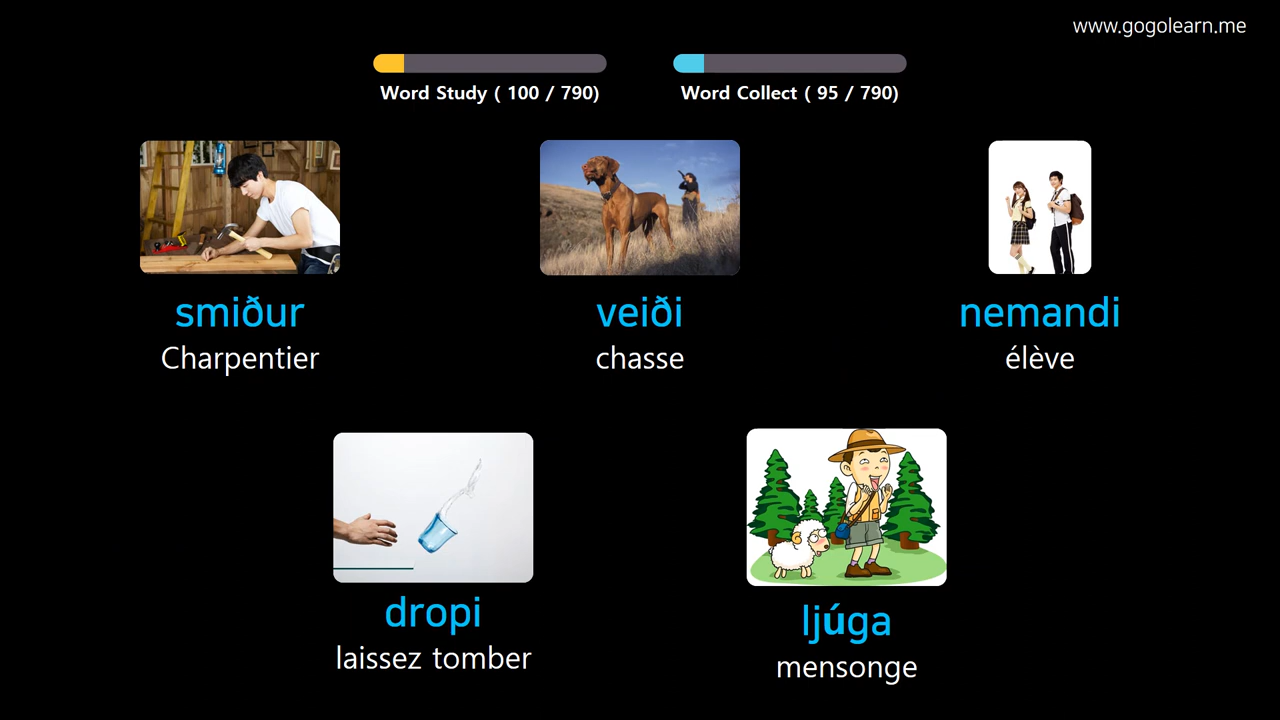 www.gogolearn.me
Word Study ( 100 / 790)
Word Collect ( 95 / 790)
smiður
Charpentier
veiði
chasse
nemandi
élève
dropi
laissez tomber
ljúga
mensonge